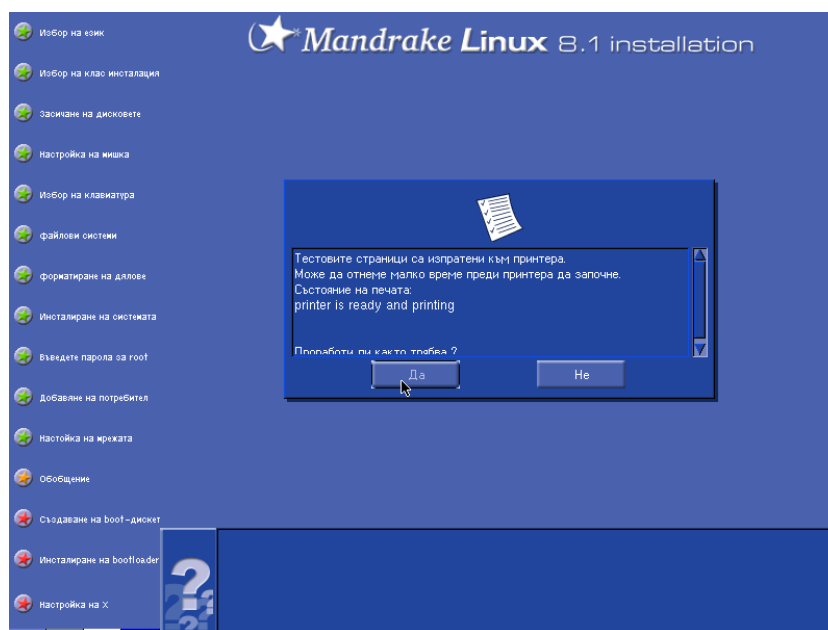 Mandrake Linux 8.1 installation
Избор на език
Избор на клас инсталация
Засичане на дисковете
Настройка на мишка
Избор на клавиатура
файлови системи
форматиране на дялове
Инсталиране на системата
Въведете парола за root
Добавяне на потребител
Настойка на мрежата
Обобщение
Създаване на boot-дискет
Инсталиране на bootloader
Настройка на X
Тестовите страници са изпратени към принтера.
Може да отнеме малко време преди принтера да започне.
Състояние на печата:
printer is ready and printing
Проработи ли както трябва ?
Да
Не